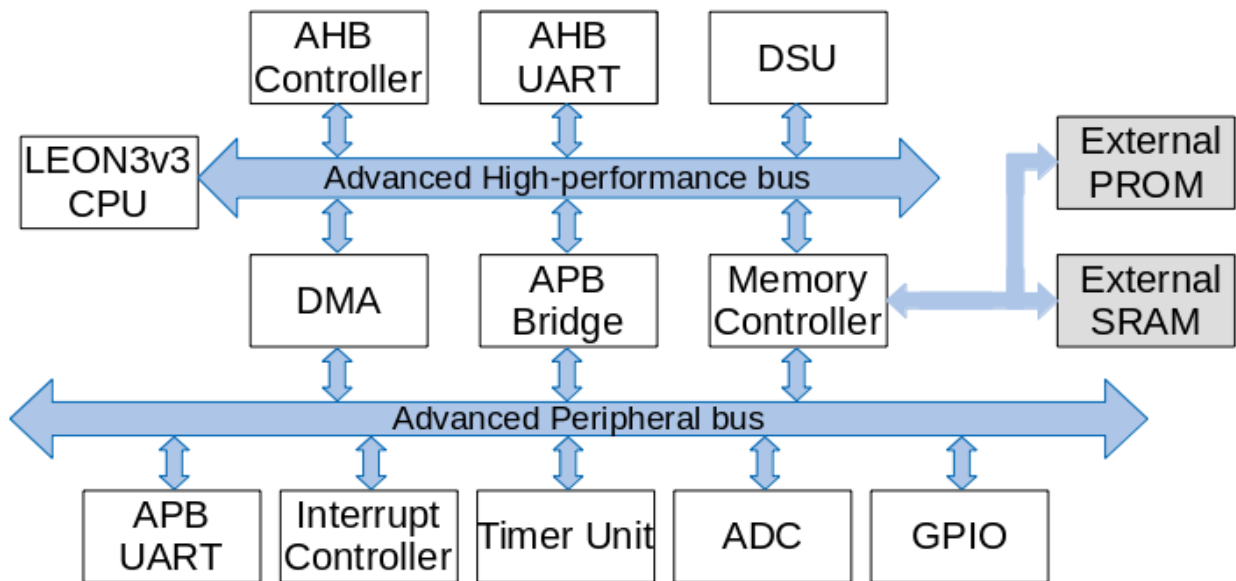 AHB
Controller
AHB
UART
DSU
LEON3v3
CPU
Advanced High-performance bus
External
PROM
DMA
APB
Bridge
Memory
Controller
External
SRAM
Advanced Peripheral bus
APB
UART
Interrupt
Controller
Timer Unit
ADC
GPIO